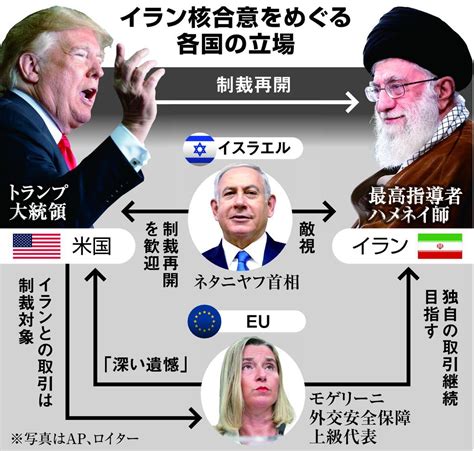 イラン核合意をめぐる
各国の立場
制裁再開
イスラエル
トランプ
大統領
最高指導者
ハメネイ師
制裁再開
を歓迎
敵視
米国
イラン
ネタニヤフ首相
イランとの取引は
制裁対象
EU
独自の取引継続
目指す
「深い遺憾」
モゲリーニ
外交安全保障
上級代表
※写真はAP、ロイター